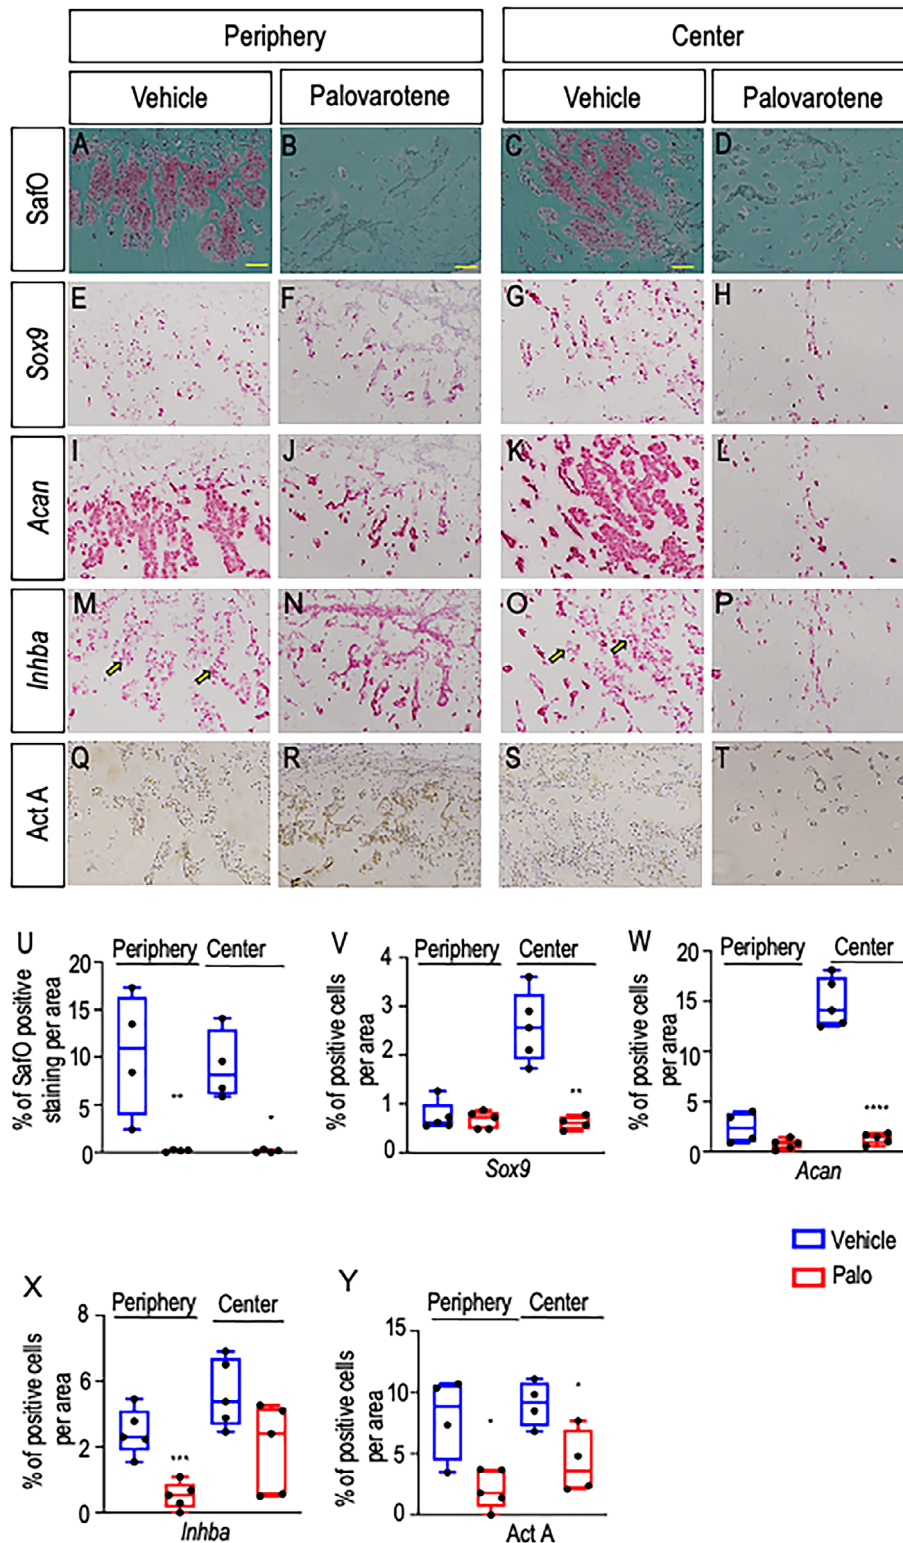 Periphery Center
Vehicle Palovarotene Vehicle Palovarotene
SafO A B C D
Sox9 E F G H
Acan I J K L
Inhba M N O P
Act A Q R S T
U V W
Periphery Center
% of SafO positive
staining per area
20
15
10
5
0
**
*
Periphery Center
% of positive cells
per area
4
3
2
1
0
**
Sox9
Periphery Center
% of positive cells
per area
20
15
10
5
0
****
Acan
Vehicle
Palo
X Y
Periphery Center
% of positive cells
per area
8
6
2
0
***
Inhba
Periphery Center
% of positive cells
per area
15
10
5
0
*
*
Act A